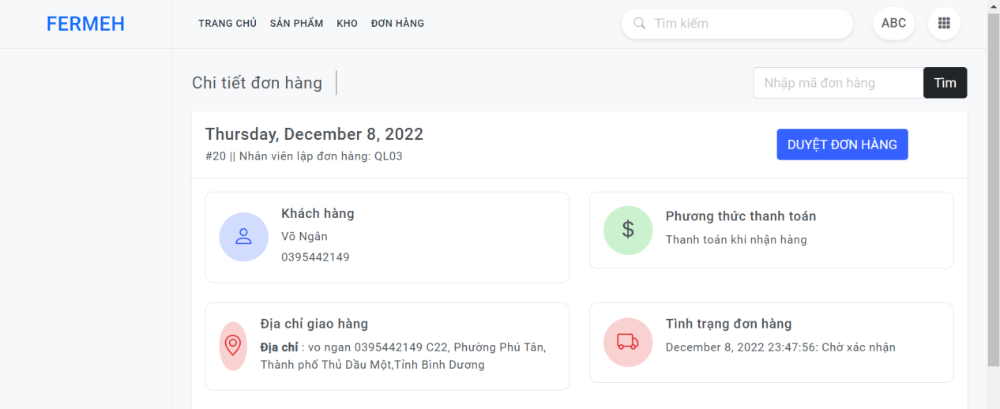 FERMEH
TRANG CHỦ SẢN PHẨM KHO ĐƠN HÀNG
Tìm kiếm
ABC
Chi tiết đơn hàng
Nhập mã đơn hàng
Tìm
Thursday, December 8, 2022
#20 || Nhân viên lập đơn hàng: QL03
DUYỆT ĐƠN HÀNG
Khách hàng
Võ Ngân
0395442149
Phương thức thanh toán
Thanh toán khi nhận hàng
Địa chỉ giao hàng
Địa chỉ : vo ngan 0395442149 C22, Phường Phú Tân,
Thành phố Thủ Dầu Một,Tỉnh Bình Dương
Tình trạng đơn hàng
December 8, 2022 23:47:56: Chờ xác nhận